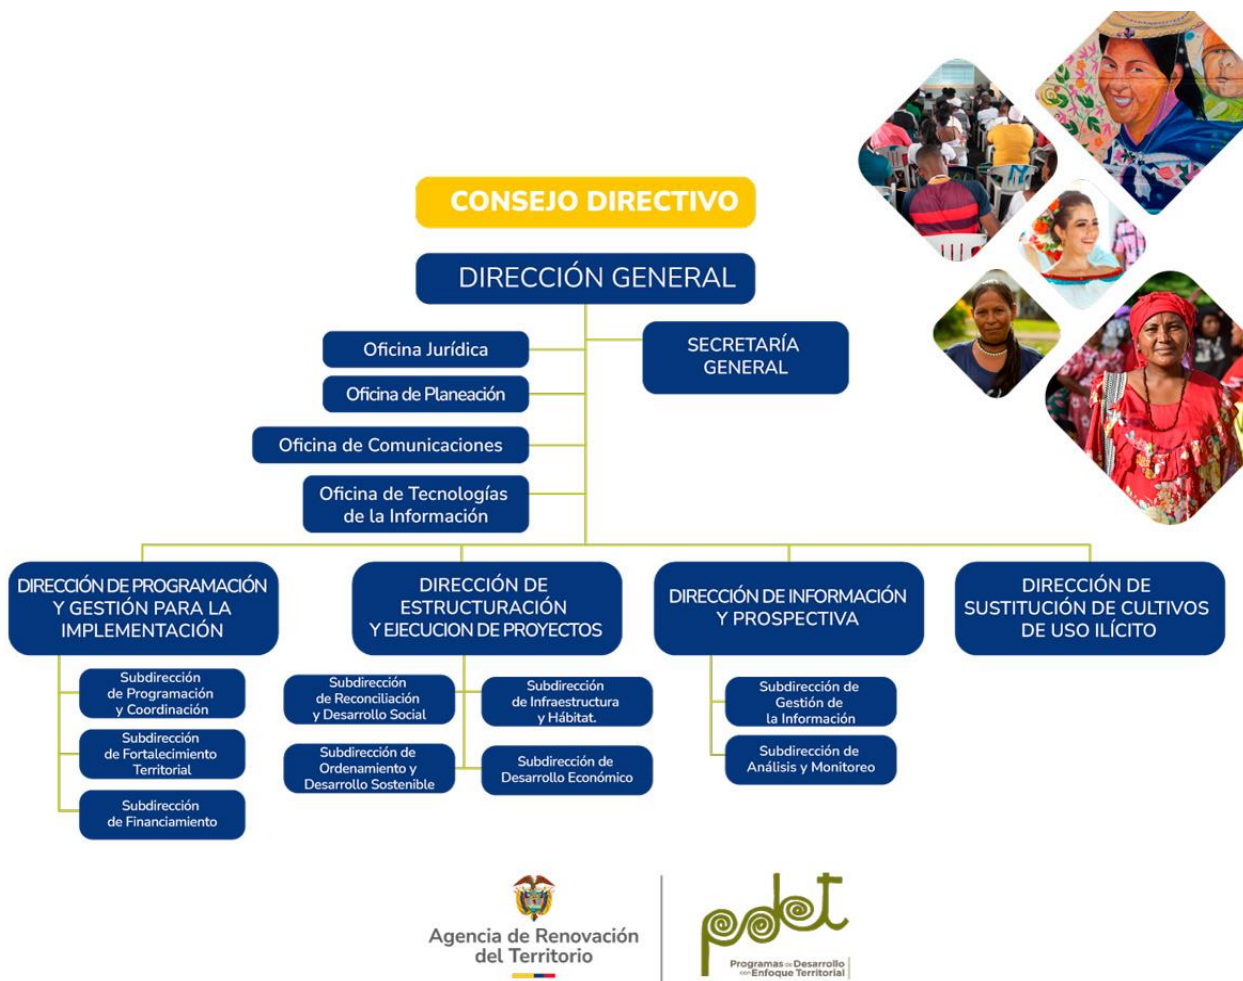 CONSEJO DIRECTIVO
DIRECCIÓN GENERAL
Oficina Jurídica
SECRETARÍA
GENERAL
Oficina de Planeación
Oficina de Comunicaciones
Oficina de Tecnologías
de la Información
DIRECCIÓN DE PROGRAMACIÓN
Y GESTIÓN PARA LA
IMPLEMENTACIÓN
DIRECCIÓN DE
ESTRUCTURACIÓN
Y EJECUCION DE PROYECTOS
DIRECCIÓN DE INFORMACIÓN
Y PROSPECTIVA
DIRECCIÓN DE
SUSTITUCIÓN DE CULTIVOS
DE USO ILÍCITO
Subdirección
de Programación
y Coordinación
Subdirección
de Fortalecimiento
Territorial
Subdirección
de Financiamiento
Subdirección
de Reconciliación
y Desarrollo Social
Subdirección
de Infraestructura
y Hábitat.
Subdirección de
Ordenamiento y
Desarrollo Sostenible
Subdirección de
Desarrollo Económico
Subdirección de
Gestión de
la Información
Subdirección de
Análisis y Monitoreo
Agencia de Renovación
del Territorio
pdet
Programas de Desarrollo
con Enfoque Territorial